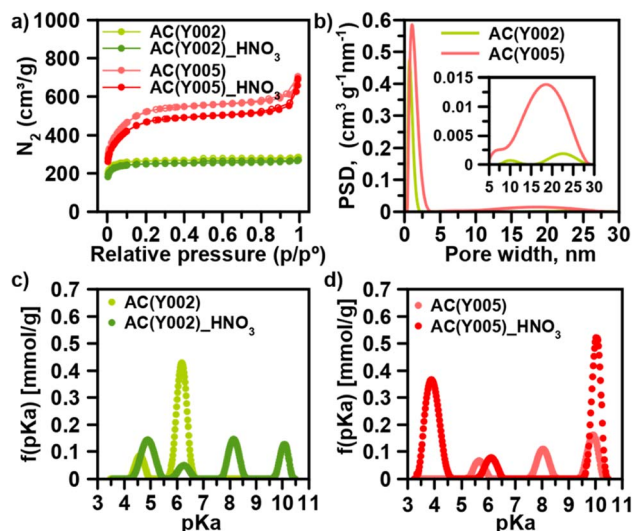 a)
1000
800
600
400
200
0
N₂ (cm³/g)
AC(Y002)
AC(Y002)_HNO₃
AC(Y005)
AC(Y005)_HNO₃
0 0.2 0.4 0.6 0.8 1
Relative pressure (p/pº)
b)
0.6
0.5
0.4
0.3
0.2
0.1
0
PSD, (cm³ g⁻¹nm⁻¹)
AC(Y002)
AC(Y005)
0.015
0.01
0.005
0
5 10 15 20 25 30
0 10 20 30
Pore width, nm
c)
0.7
0.6
0.5
0.4
0.3
0.2
0.1
0
f(pKa) [mmol/g]
AC(Y002)
AC(Y002)_HNO₃
3 4 5 6 7 8 9 10 11
pKa
d)
0.7
0.6
0.5
0.4
0.3
0.2
0.1
0
f(pKa) [mmol/g]
AC(Y005)
AC(Y005)_HNO₃
3 4 5 6 7 8 9 10 11
pKa